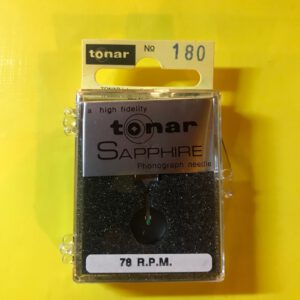 tonar
No 180
a high fidelity
tonar
SAPPHIRE
Phonograph needle
78 R.P.M.